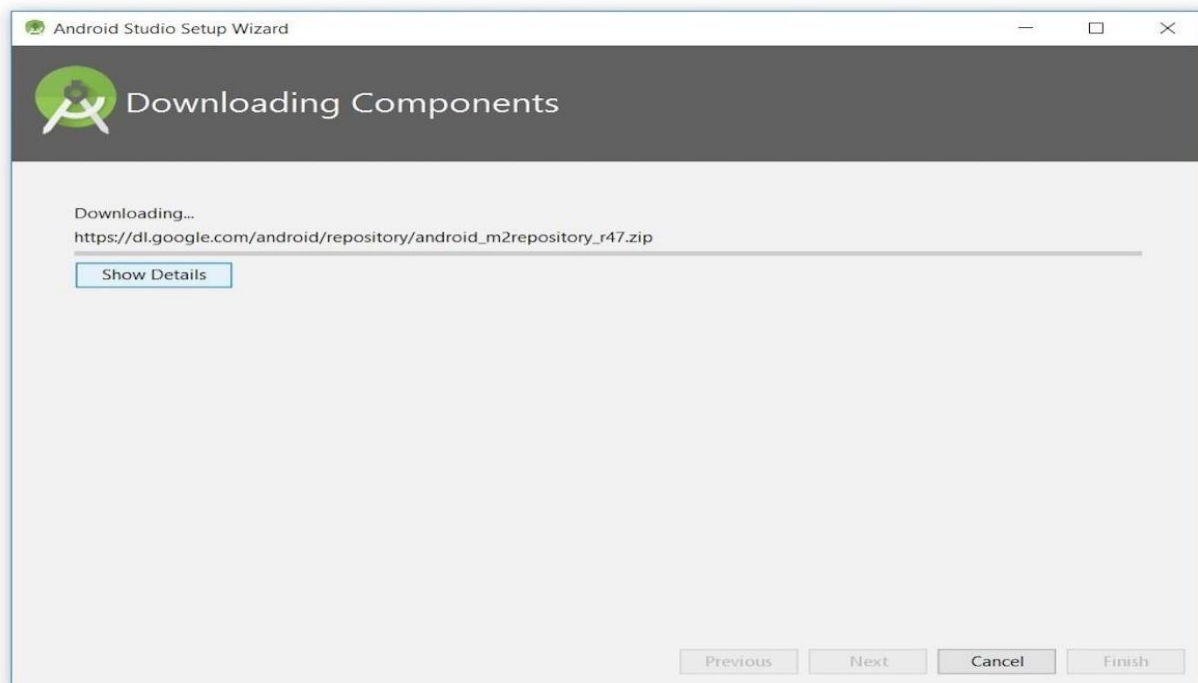 Android Studio Setup Wizard
Downloading Components
Downloading...
https://dl.google.com/android/repository/android_m2repository_r47.zip
Show Details
Previous
Next
Cancel
Finish